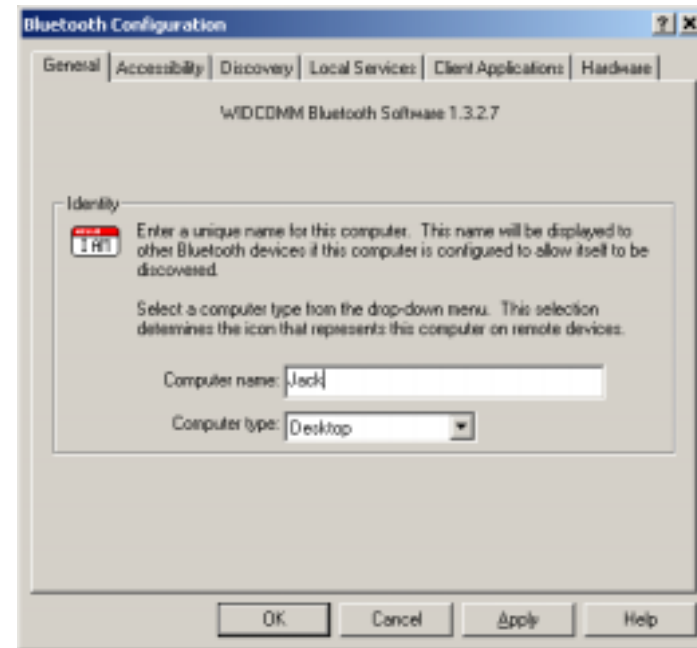 Bluetooth Configuration
General Accessibility Discovery Local Services Client Applications Hardware
WIDCOMM Bluetooth Software 1.3.2.7
Identity
I AM
Enter a unique name for this computer. This name will be displayed to
other Bluetooth devices if this computer is configured to allow itself to be
discovered.
Select a computer type from the drop-down menu. This selection
determines the icon that represents this computer on remote devices.
Computer name: Jack
Computer type: Desktop
OK Cancel Apply Help